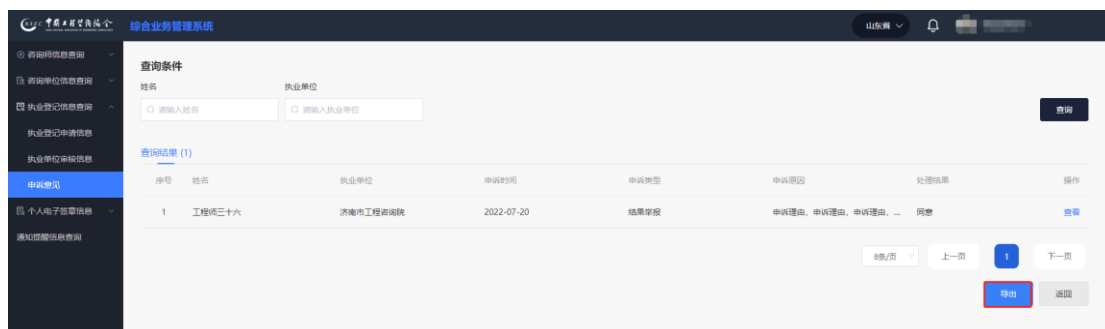 中国工程咨询协会
综合业务管理系统
山东省
咨询师信息查询
咨询单位信息查询
执业登记信息查询
执业登记申请信息
执业单位审核信息
申诉意见
个人电子签章信息
通知提醒信息查询
查询条件
姓名 执业单位
请输入姓名 请输入执业单位 查询
查询结果 (1)
序号 姓名 执业单位 申诉时间 申诉类型 申诉原因 处理结果 操作
1 工程师三十六 济南市工程咨询院 2022-07-20 结果举报 申诉理由，申诉理由，申诉理由，... 同意 查看
8条/页 上一页 1 下一页
导出 返回